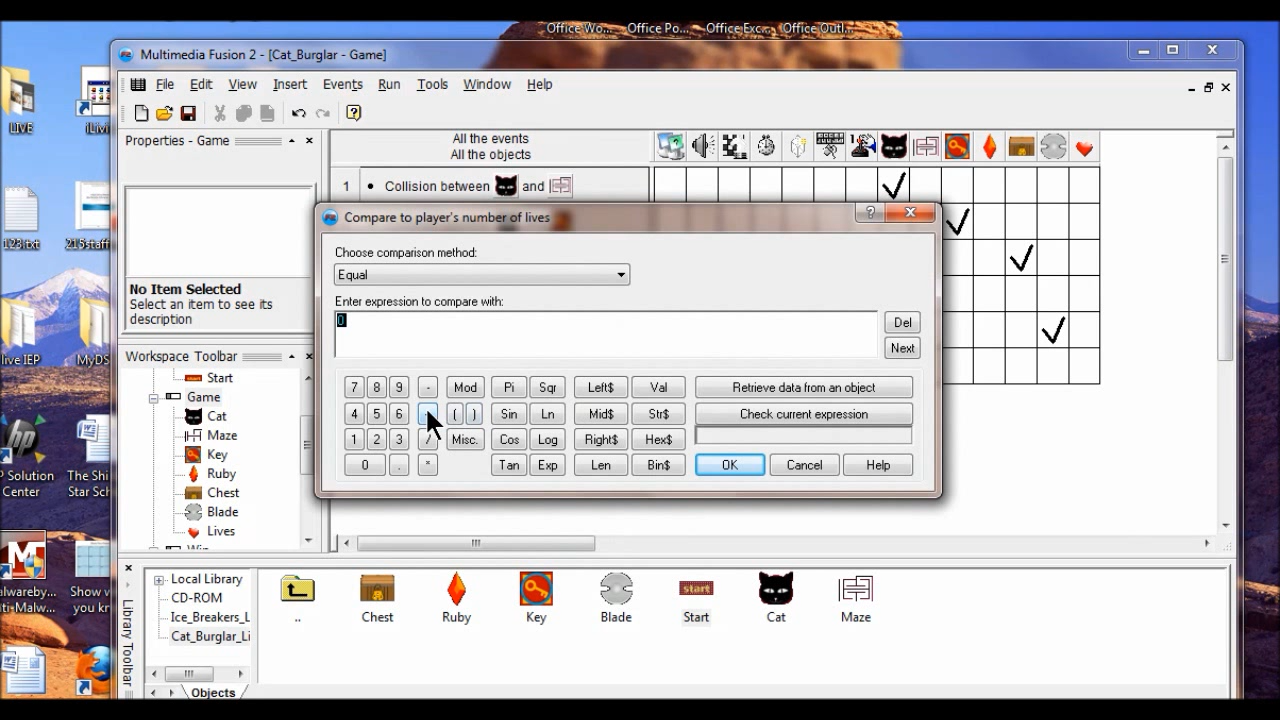 Office Wo... Office Po... Office Exc... Office Outl...
Multimedia Fusion 2 - [Cat_Burglar - Game]
File Edit View Insert Events Run Tools Window Help
LIVE
iLivi
Properties - Game
All the events
All the objects
1 • Collision between and
123.txt
215staff
Compare to player's number of lives
Choose comparison method:
Equal
Enter expression to compare with:
0
Del
Next
No Item Selected
Select an item to see its
description
live IEP
MyDS
Workspace Toolbar
Start
Game
Cat
Maze
Key
Ruby
Chest
Blade
Lives
7 8 9 - Mod Pi Sqr Left$ Val Retrieve data from an object
4 5 6 ( ) Sin Ln Mid$ Str$ Check current expression
1 2 3 / Misc. Cos Log Right$ Hex$
0 . * Tan Exp Len Bin$ OK Cancel Help
P Solution
Center
The Shi
Star Sch
Local Library
CD-ROM
Ice_Breakers_L
Cat_Burglar_Li
Library Toolbar
Objects
.. Chest Ruby Key Blade Start Cat Maze
alwareby...
nti-Malw...
Show w
you kn